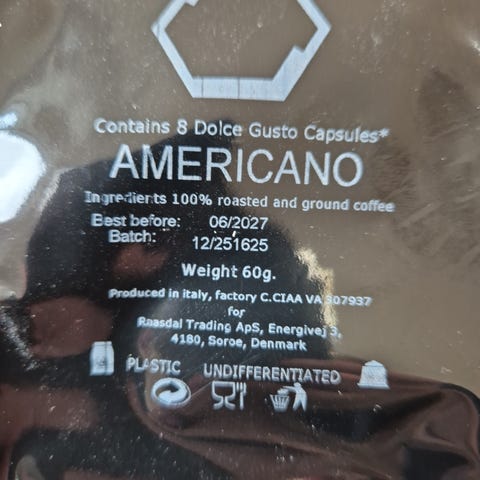 Contains 8 Dolce Gusto Capsules*
AMERICANO
Ingredients 100% roasted and ground coffee
Best before: 06/2027
Batch: 12/251625
Weight 60g.
Produced in italy, factory C.CIAA VA 307937
for
Raasdal Trading ApS, Energivej 3,
4180, Soroe, Denmark
PLASTIC UNDIFFERENTIATED